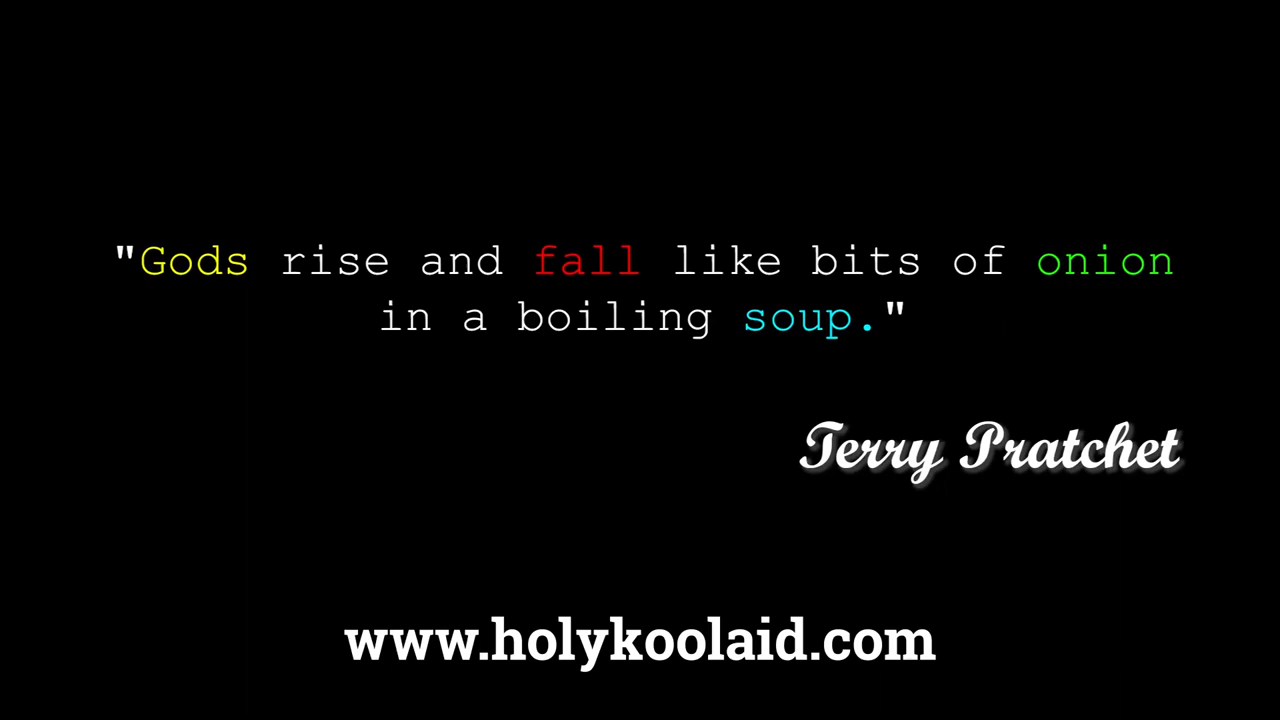 "Gods rise and fall like bits of onion
in a boiling soup."
Terry Pratchet
www.holykoolaid.com